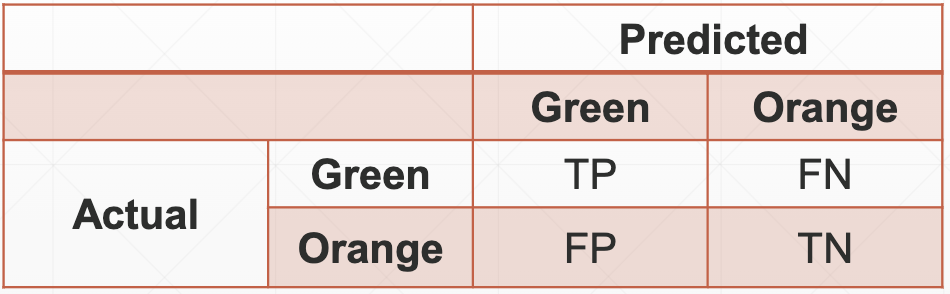 Predicted
Green Orange
Actual Green TP FN
Orange FP TN